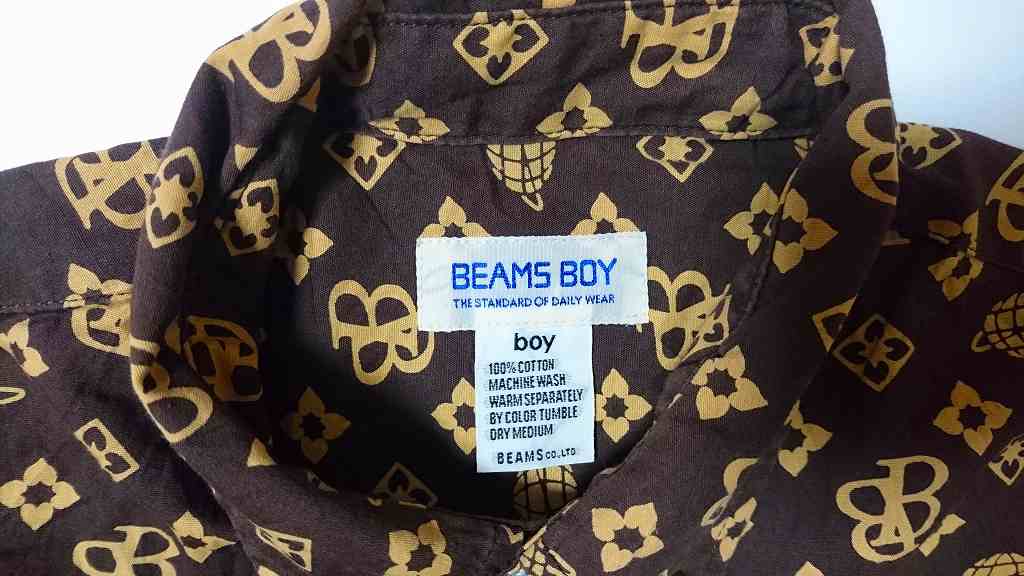 BEAMS BOY
THE STANDARD OF DAILY WEAR
boy
100% COTTON
MACHINE WASH
WARM SEPARATELY
BY COLOR TUMBLE
DRY MEDIUM
BEAMS CO.,LTD.